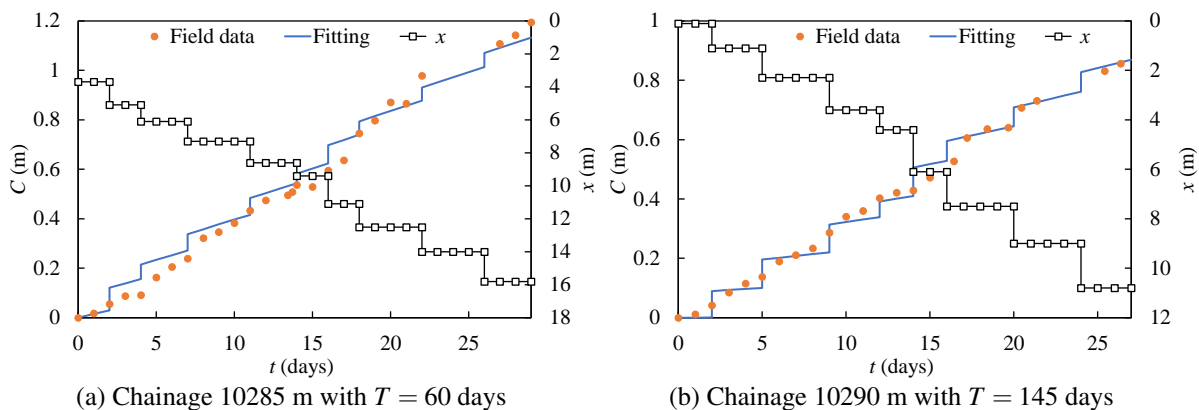 Field data Fitting x
1.2
1
0.8
0.6
0.4
0.2
0
C (m)
0
2
4
6
8
10
12
14
16
18
x (m)
0 5 10 15 20 25
t (days)
(a) Chainage 10285 m with T = 60 days
Field data Fitting x
1
0.8
0.6
0.4
0.2
0
C (m)
0
2
4
6
8
10
12
x (m)
0 5 10 15 20 25
t (days)
(b) Chainage 10290 m with T = 145 days